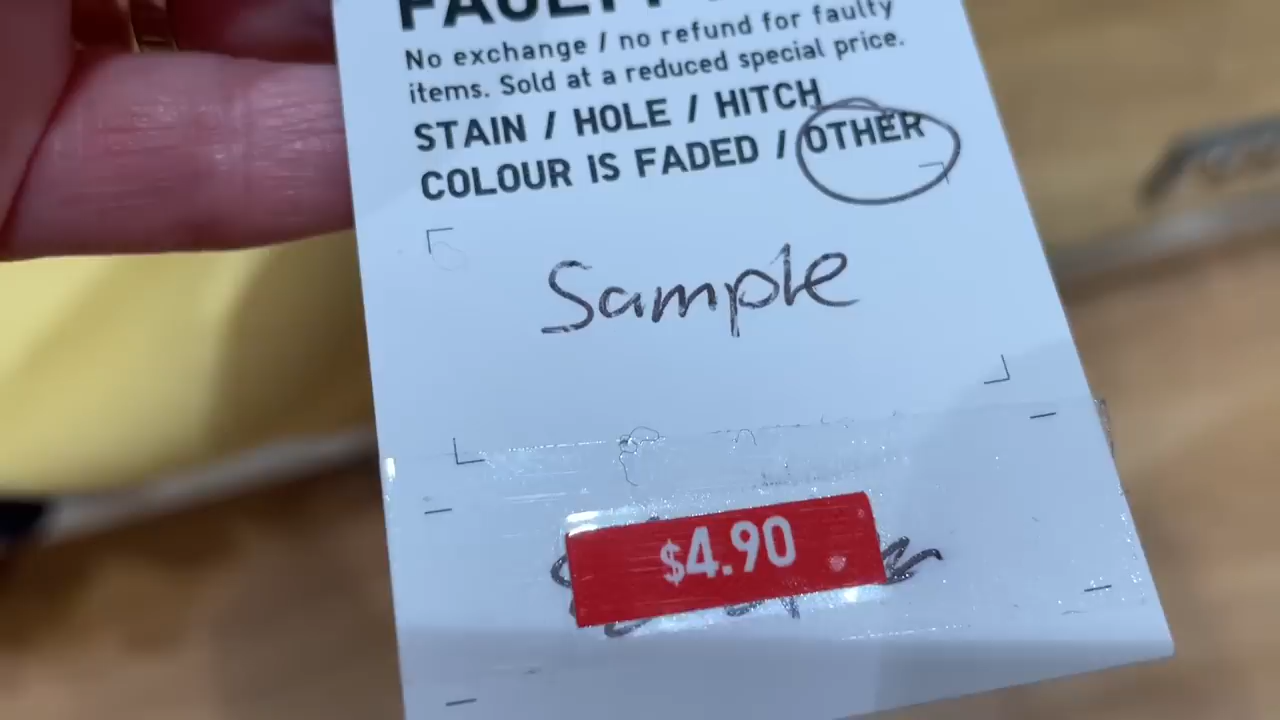 FAULTY
No exchange / no refund for faulty
items. Sold at a reduced special price.
STAIN / HOLE / HITCH
COLOUR IS FADED / OTHER
Sample
$4.90